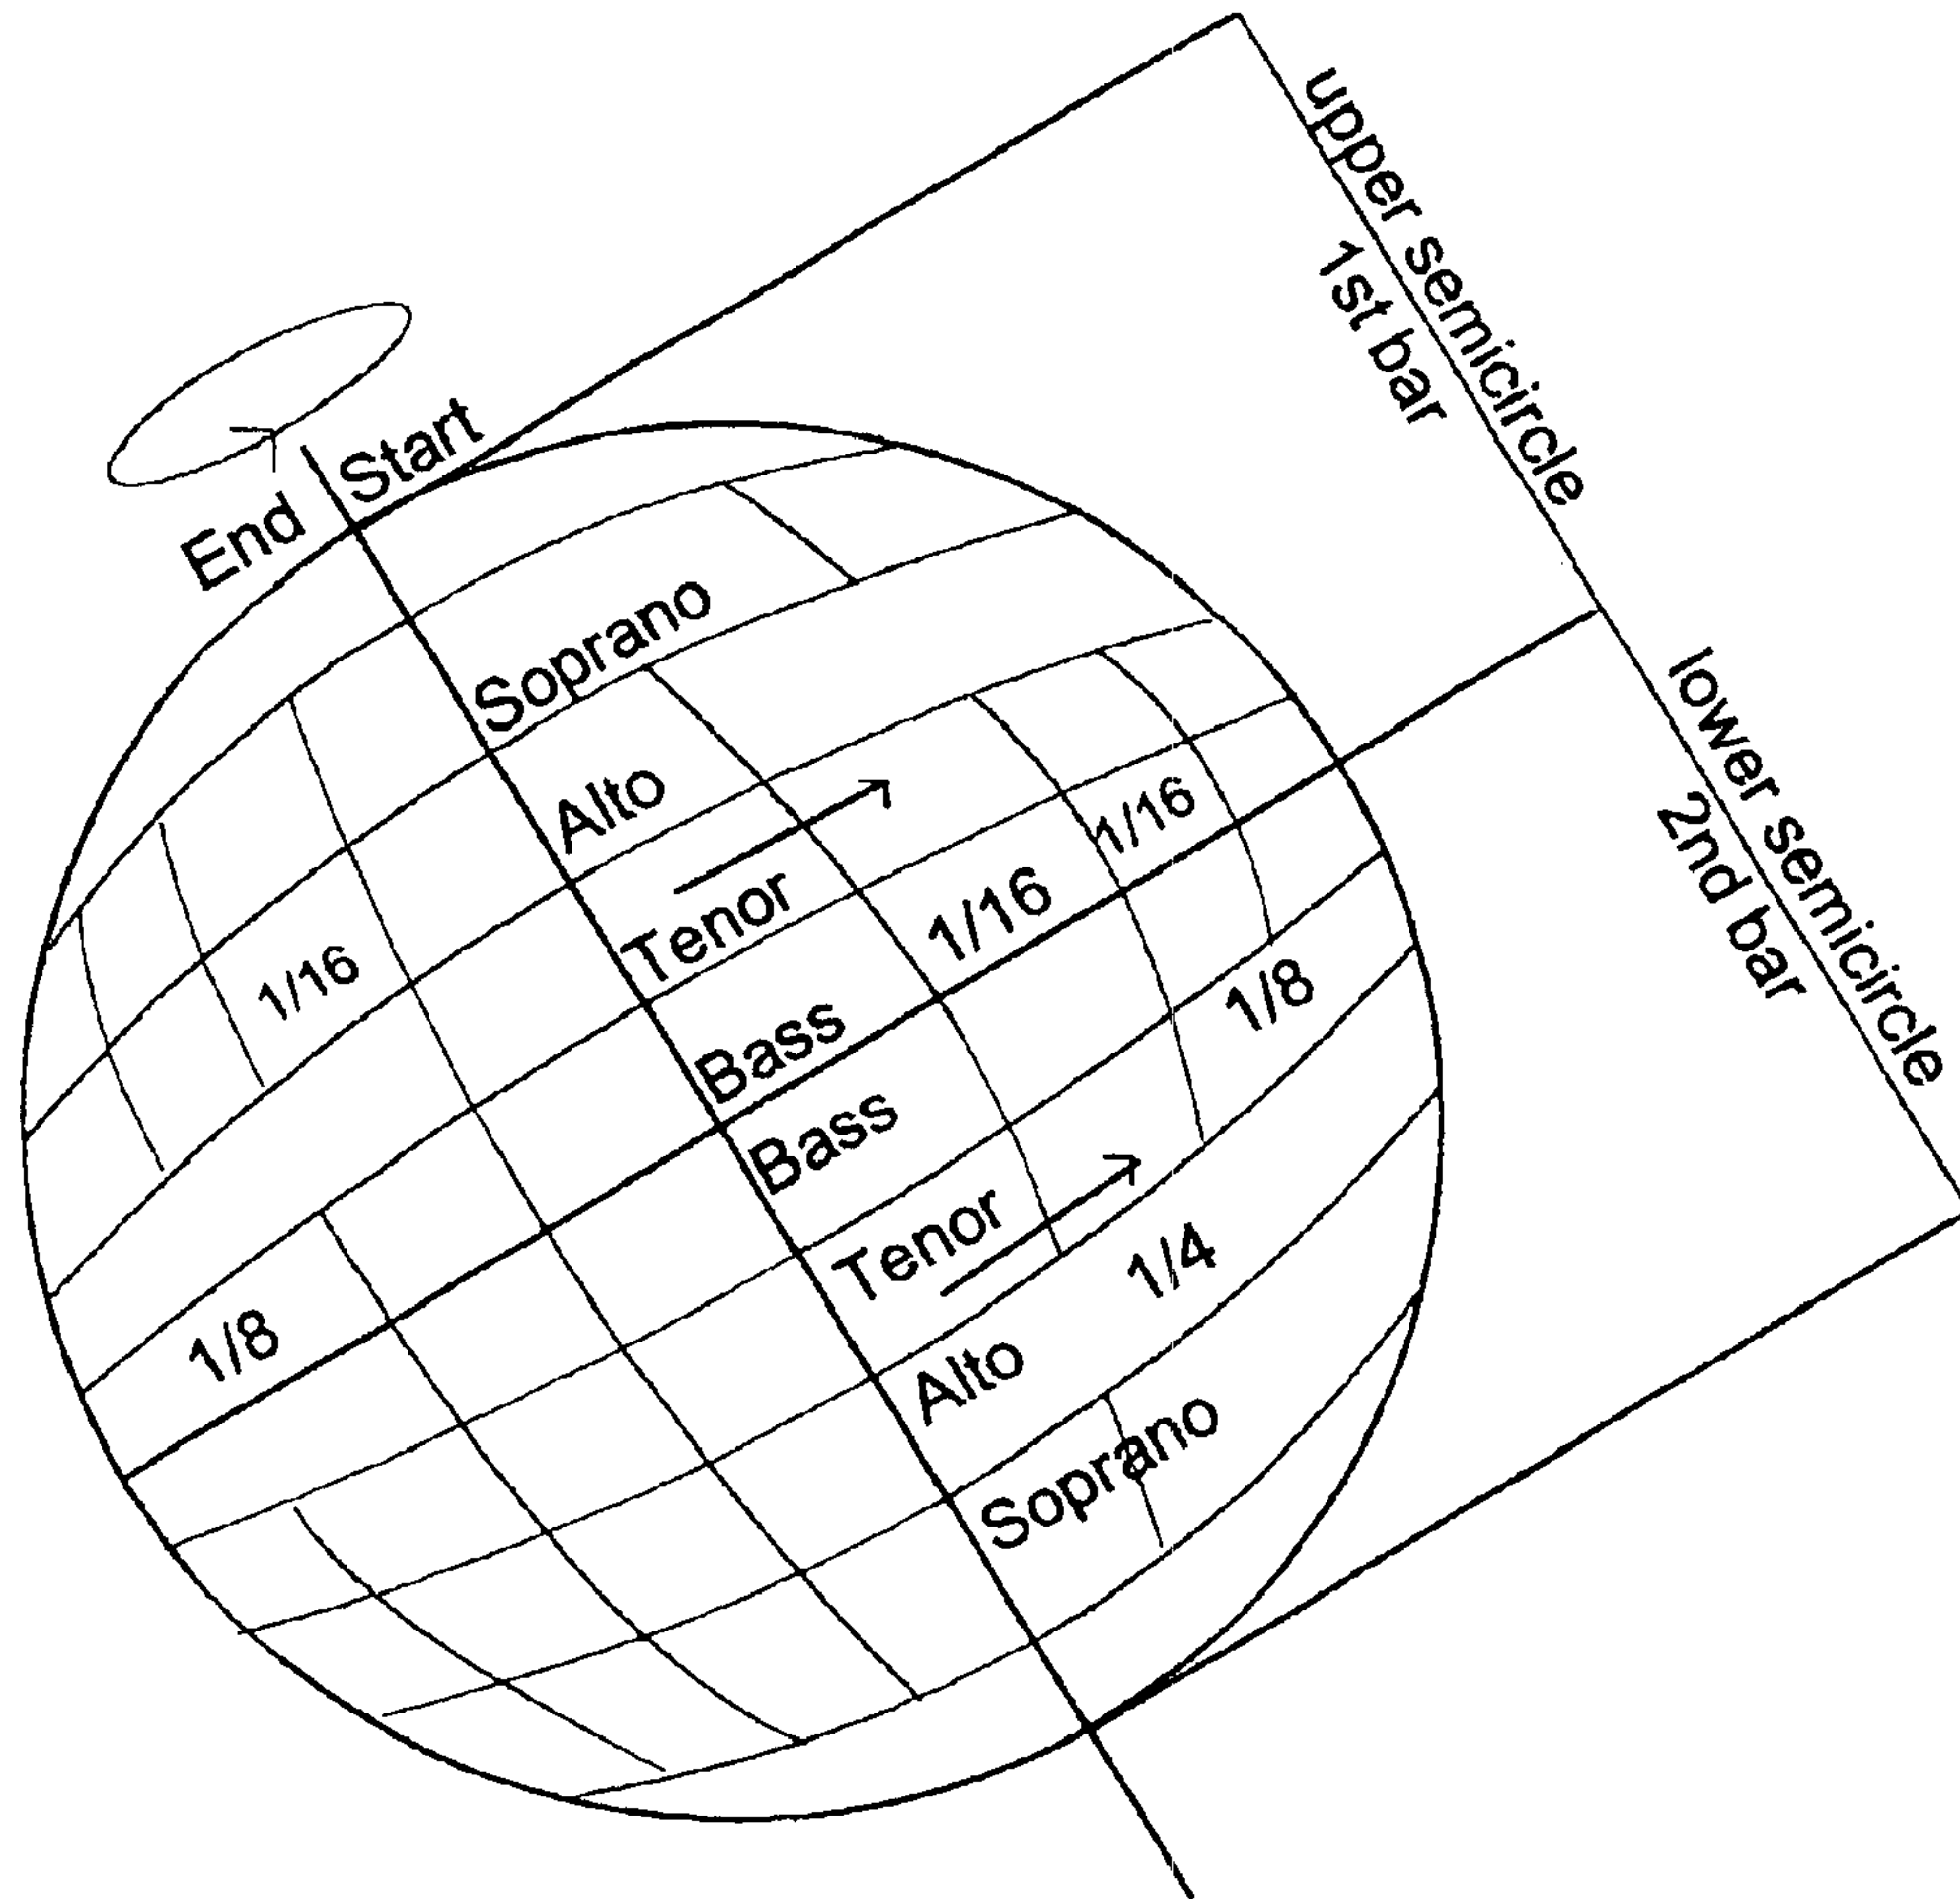 End
Start
upper semicircle
1st bar
lower semicircle
2nd bar
Soprano
Alto
Tenor
1/16
1/16
1/16
Bass
Bass
1/8
Tenor
1/4
1/8
Alto
Soprano